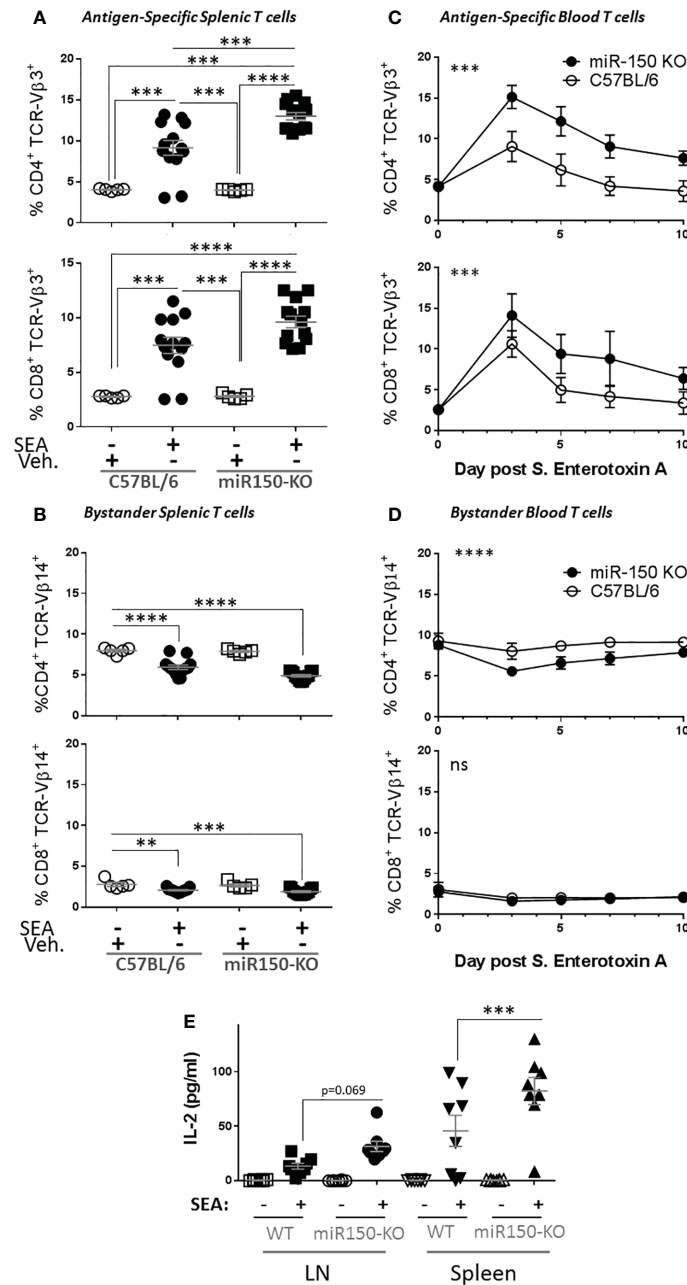 A
Antigen-Specific Splenic T cells
***
***
***
***
****
% CD4+ TCR-Vβ3+
20
15
10
5
0
****
***
***
****
% CD8+ TCR-Vβ3+
15
10
5
0
SEA - + - +
Veh. + - + -
C57BL/6 miR150-KO
B
Bystander Splenic T cells
****
****
%CD4+ TCR-Vβ14+
20
15
10
5
0
***
**
% CD8+ TCR-Vβ14+
20
15
10
5
0
SEA - + - +
Veh. + - + -
C57BL/6 miR150-KO
C
Antigen-Specific Blood T cells
***
miR-150 KO
C57BL/6
% CD4+ TCR-Vβ3+
20
15
10
5
0
0 5 10
***
% CD8+ TCR-Vβ3+
20
15
10
5
0
0 5 10
Day post S. Enterotoxin A
D
Bystander Blood T cells
****
miR-150 KO
C57BL/6
% CD4+ TCR-Vβ14+
20
15
10
5
0
0 5 10
ns
% CD8+ TCR-Vβ14+
20
15
10
5
0
0 5 10
Day post S. Enterotoxin A
E
***
p=0.069
IL-2 (pg/ml)
100
50
0
SEA: - + - + - + - +
WT miR150-KO WT miR150-KO
LN Spleen